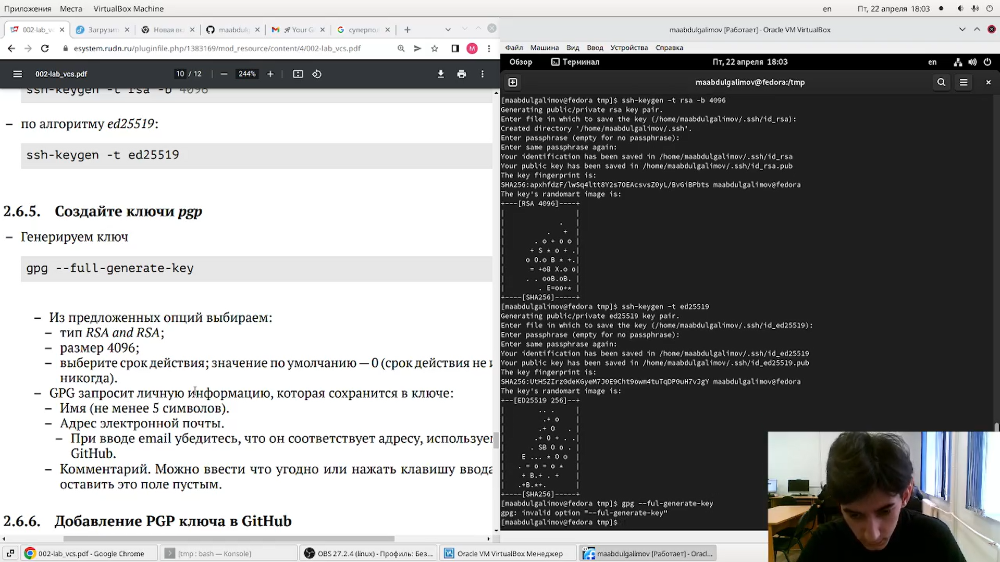 Приложения Места VirtualBox Machine
en Пт, 22 апреля 18:03
002-lab_v
Загрузит
Новая вк
maabdulg
Your G
суперпо
esystem.rudn.ru/pluginfile.php/1383169/mod_resource/content/4/002-lab_vcs.pdf
M
002-lab_vcs.pdf
10 / 12
244%
ssh-keygen -t rsa -b 4096
– по алгоритму ed25519:
ssh-keygen -t ed25519
2.6.5. Создайте ключи pgp
– Генерируем ключ
gpg --full-generate-key
– Из предложенных опций выбираем:
– тип RSA and RSA;
– размер 4096;
– выберите срок действия; значение по умолчанию — 0 (срок действия не
никогда).
– GPG запросит личную информацию, которая сохранится в ключе:
– Имя (не менее 5 символов).
– Адрес электронной почты.
– При вводе email убедитесь, что он соответствует адресу, используе
GitHub.
– Комментарий. Можно ввести что угодно или нажать клавишу ввода
оставить это поле пустым.
2.6.6. Добавление PGP ключа в GitHub
maabdulgalimov [Работает] - Oracle VM VirtualBox
Файл Машина Вид Ввод Устройства Справка
Обзор Терминал Пт, 22 апреля 18:03 en
maabdulgalimov@fedora:/tmp
[maabdulgalimov@fedora tmp]$ ssh-keygen -t rsa -b 4096
Generating public/private rsa key pair.
Enter file in which to save the key (/home/maabdulgalimov/.ssh/id_rsa):
Created directory '/home/maabdulgalimov/.ssh'.
Enter passphrase (empty for no passphrase):
Enter same passphrase again:
Your identification has been saved in /home/maabdulgalimov/.ssh/id_rsa
Your public key has been saved in /home/maabdulgalimov/.ssh/id_rsa.pub
The key fingerprint is:
SHA256:apxhfdzF/lwSq4ltt8Y2s7OEAcsvsZ0yL/BvGiBPbts maabdulgalimov@fedora
The key's randomart image is:
+---[RSA 4096]----+
|                 |
|              .  |
|           .   + |
|        . o + o o |
|       + S * o + .|
|      o O.o B * +.|
|       = +oB X.o o|
|      . . ooB.oB. |
|         . E=oo+* |
+----[SHA256]-----+
[maabdulgalimov@fedora tmp]$ ssh-keygen -t ed25519
Generating public/private ed25519 key pair.
Enter file in which to save the key (/home/maabdulgalimov/.ssh/id_ed25519):
Enter passphrase (empty for no passphrase):
Enter same passphrase again:
Your identification has been saved in /home/maabdulgalimov/.ssh/id_ed25519
Your public key has been saved in /home/maabdulgalimov/.ssh/id_ed25519.pub
The key fingerprint is:
SHA256:UtH5ZIrz0deKGyeM7J0E9Cht9owm4tuTqDP0uH7vJgY maabdulgalimov@fedora
The key's randomart image is:
+--[ED25519 256]--+
|     .. .        |
|      .+ o       |
|      .+ O   .   |
|     .+ O + . .  |
|    . SB O o .   |
|  E ... * O o    |
| . = o = o *     |
|  + B.+ . +      |
| .+B.*+.         |
+----[SHA256]-----+
[maabdulgalimov@fedora tmp]$ gpg --ful-generate-key
gpg: invalid option "--ful-generate-key"
[maabdulgalimov@fedora tmp]$
002-lab_vcs.pdf - Google Chrome
[tmp : bash — Konsole]
OBS 27.2.4 (linux) - Профиль: Без...
Oracle VM VirtualBox Менеджер
maabdulgalimov [Работает] - Oracl...